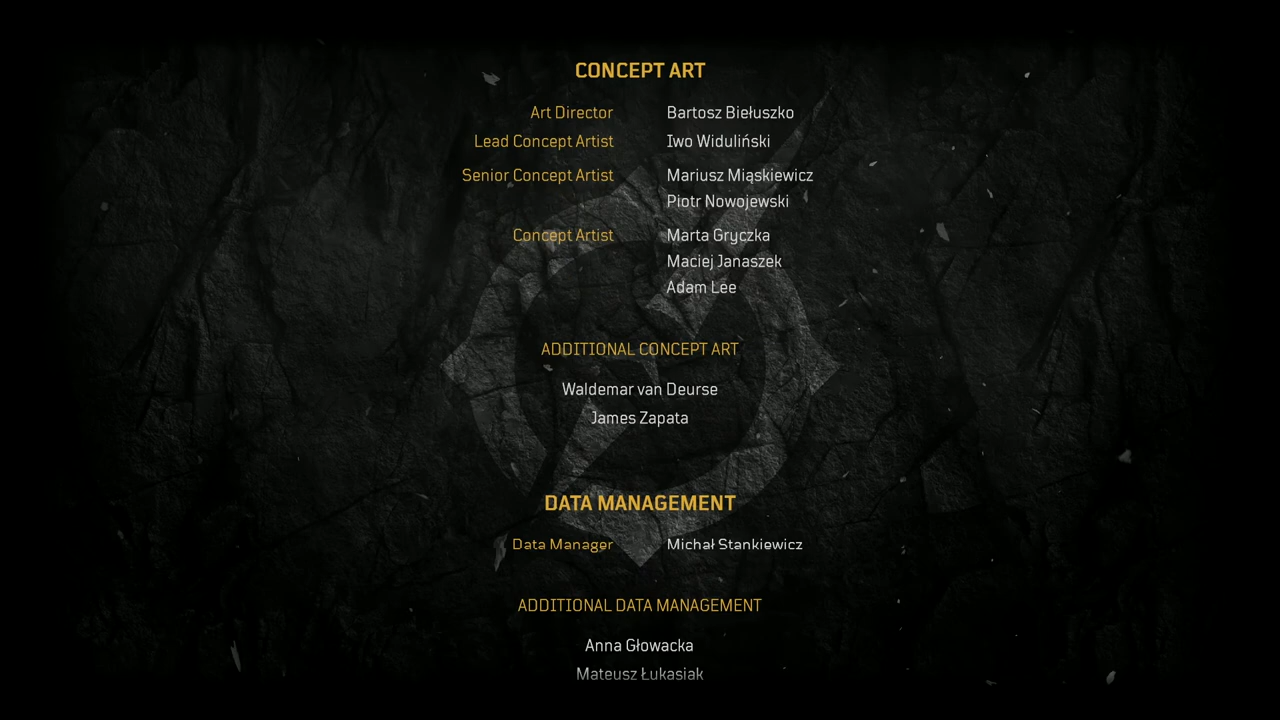 CONCEPT ART
Art Director Bartosz Biełuszko
Lead Concept Artist Iwo Widuliński
Senior Concept Artist Mariusz Miąskiewicz
Piotr Nowojewski
Concept Artist Marta Gryczka
Maciej Janaszek
Adam Lee
ADDITIONAL CONCEPT ART
Waldemar van Deurse
James Zapata
DATA MANAGEMENT
Data Manager Michał Stankiewicz
ADDITIONAL DATA MANAGEMENT
Anna Głowacka
Mateusz Łukasiak